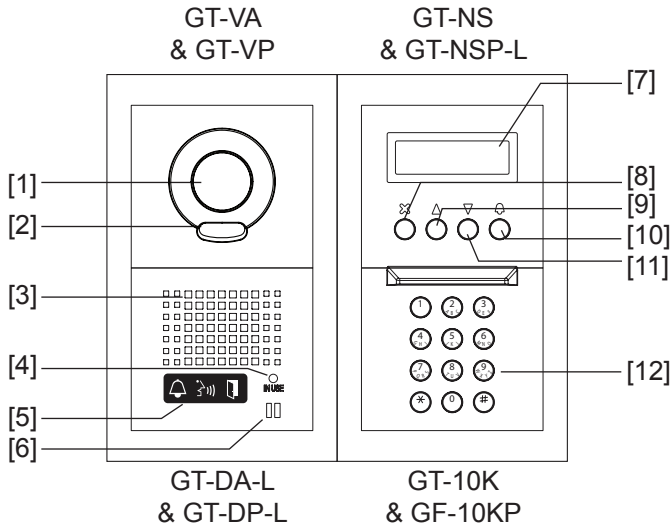 GT-VA
& GT-VP
GT-NS
& GT-NSP-L
[1]
[2]
[3]
[4]
[5]
[6]
[7]
[8]
[9]
[10]
[11]
[12]
IN USE
1 2 3
4 5 6
7 8 9
* 0 #
GT-DA-L
& GT-DP-L
GT-10K
& GF-10KP